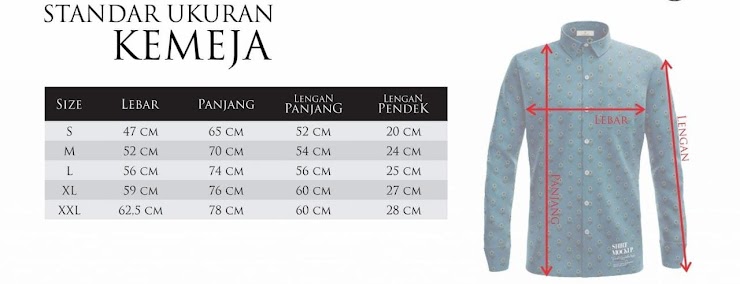 STANDAR UKURAN
KEMEJA
SIZE LEBAR PANJANG LENGAN PANJANG LENGAN PENDEK
S 47 CM 65 CM 52 CM 20 CM
M 52 CM 70 CM 54 CM 24 CM
L 56 CM 74 CM 56 CM 25 CM
XL 59 CM 76 CM 60 CM 27 CM
XXL 62.5 CM 78 CM 60 CM 28 CM
LEBAR
LENGAN
PANJANG
SHIRT
MOCKUP